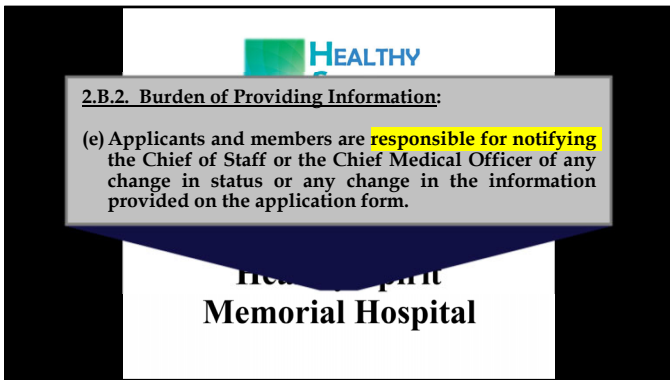 HEALTHY
2.B.2. Burden of Providing Information:
(e) Applicants and members are responsible for notifying
the Chief of Staff or the Chief Medical Officer of any
change in status or any change in the information
provided on the application form.
Memorial Hospital